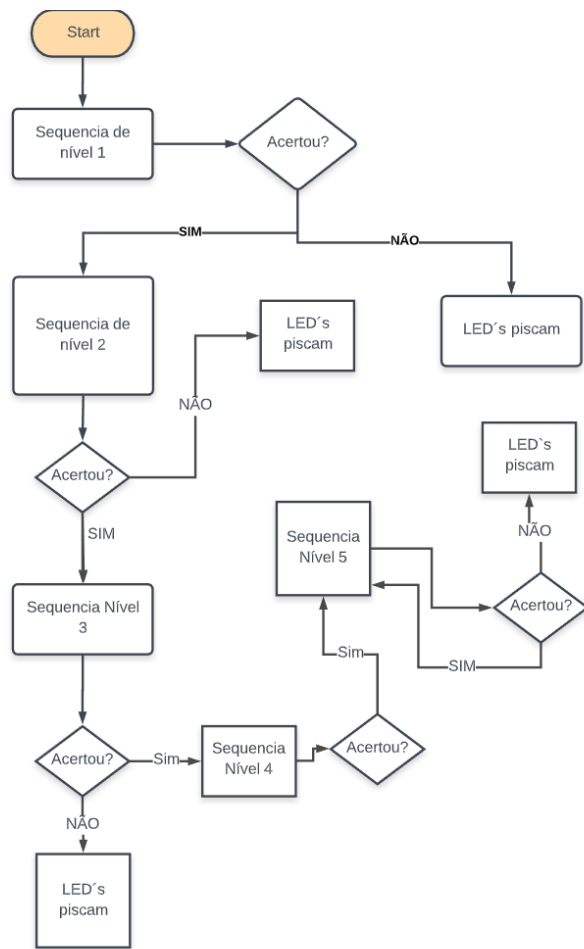 Start
Sequencia de
nível 1
Acertou?
SIM
NÃO
LED´s piscam
Sequencia de
nível 2
LED´s
piscam
NÃO
Acertou?
SIM
LED`s
piscam
NÃO
Sequencia
Nível 5
Acertou?
SIM
Sequencia Nível
3
Sim
Acertou?
Sim
Sequencia
Nível 4
Acertou?
NÃO
LED´s
piscam